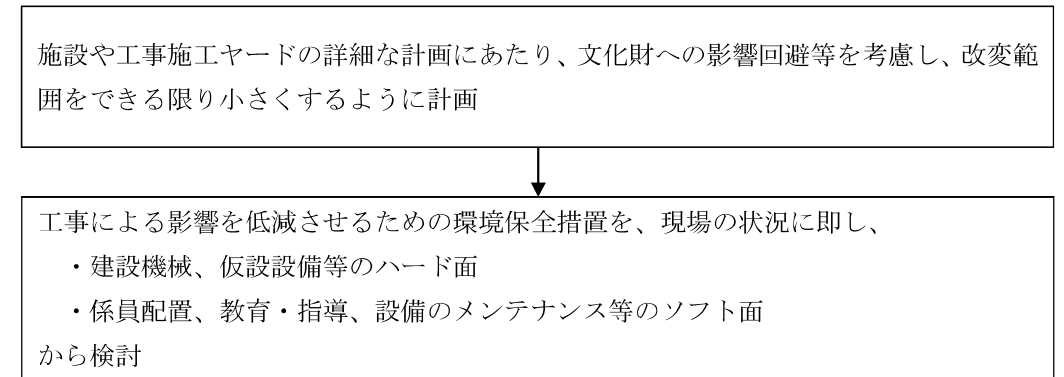 施設や工事施工ヤードの詳細な計画にあたり、文化財への影響回避等を考慮し、改変範
囲をできる限り小さくするように計画
工事による影響を低減させるための環境保全措置を、現場の状況に即し、
・建設機械、仮設設備等のハード面
・係員配置、教育・指導、設備のメンテナンス等のソフト面
から検討